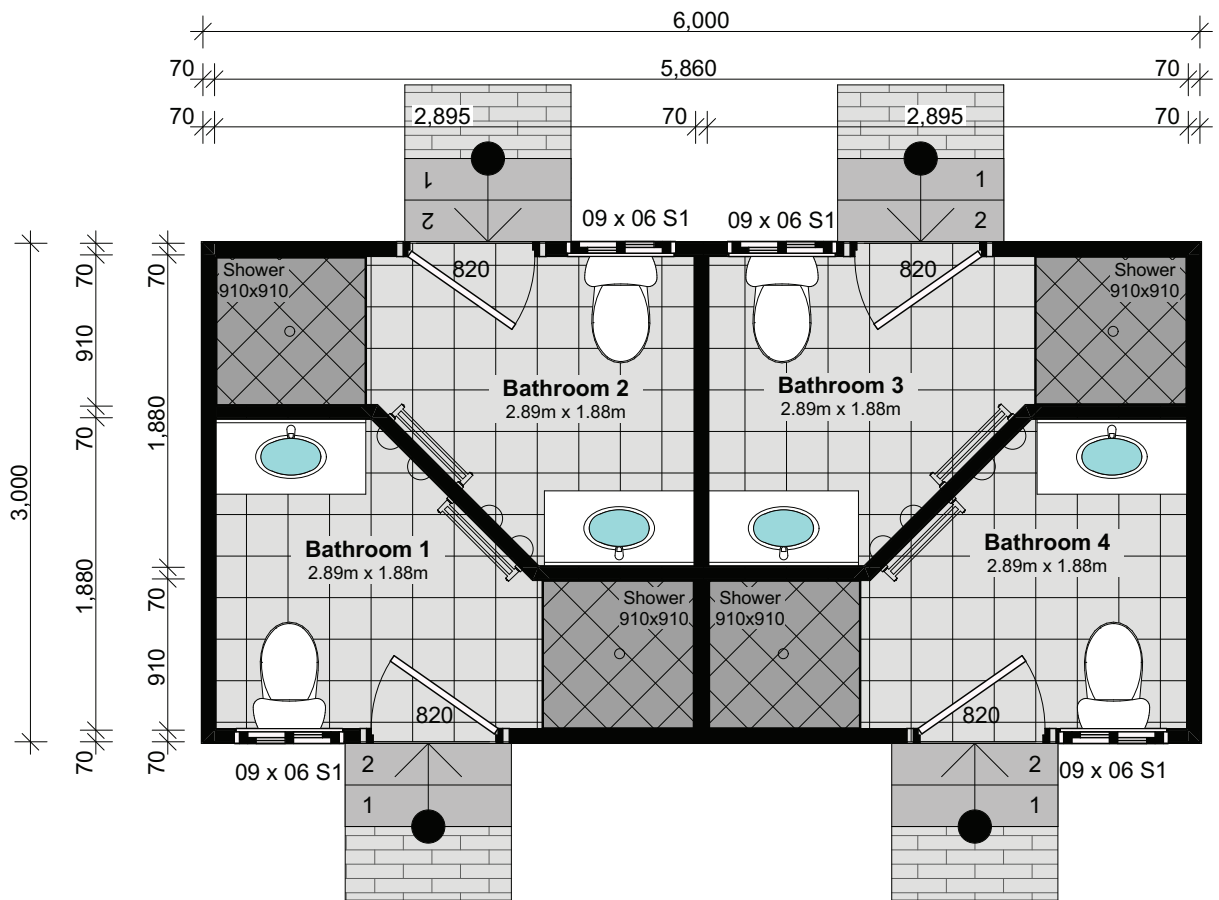 6,000
70 5,860 70
70 2,895 70 2,895 70
1 1
2 2
09 x 06 S1 09 x 06 S1
820 820
Shower
910x910
Shower
910x910
Bathroom 2
2.89m x 1.88m
Bathroom 3
2.89m x 1.88m
3,000
70
910
70
1,880
70
70
1,880
70
910
70
Bathroom 1
2.89m x 1.88m
Bathroom 4
2.89m x 1.88m
Shower
910x910
Shower
910x910
820 820
09 x 06 S1 09 x 06 S1
2 2
1 1